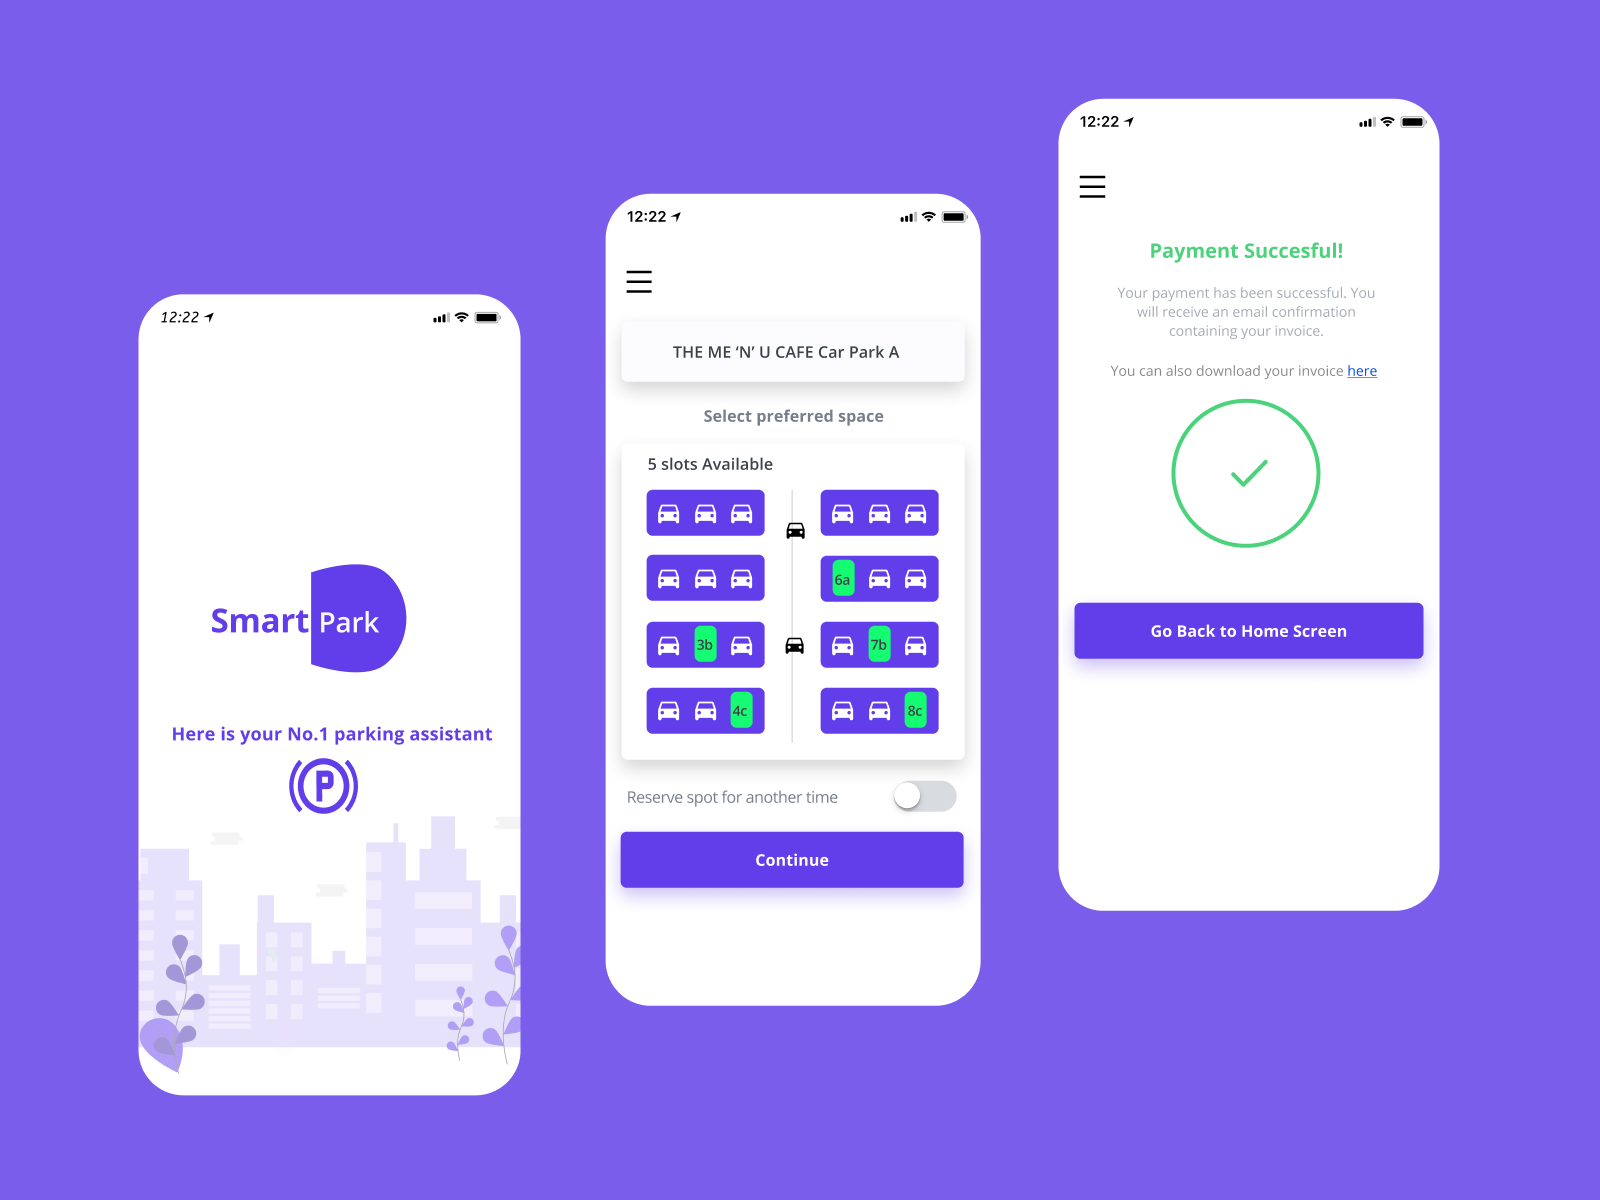 12:22
Smart Park
Here is your No.1 parking assistant
P
12:22
THE ME ‘N’ U CAFE Car Park A
Select preferred space
5 slots Available
6a
3b
7b
4c
8c
Reserve spot for another time
Continue
12:22
Payment Succesful!
Your payment has been successful. You
will receive an email confirmation
containing your invoice.
You can also download your invoice here
Go Back to Home Screen